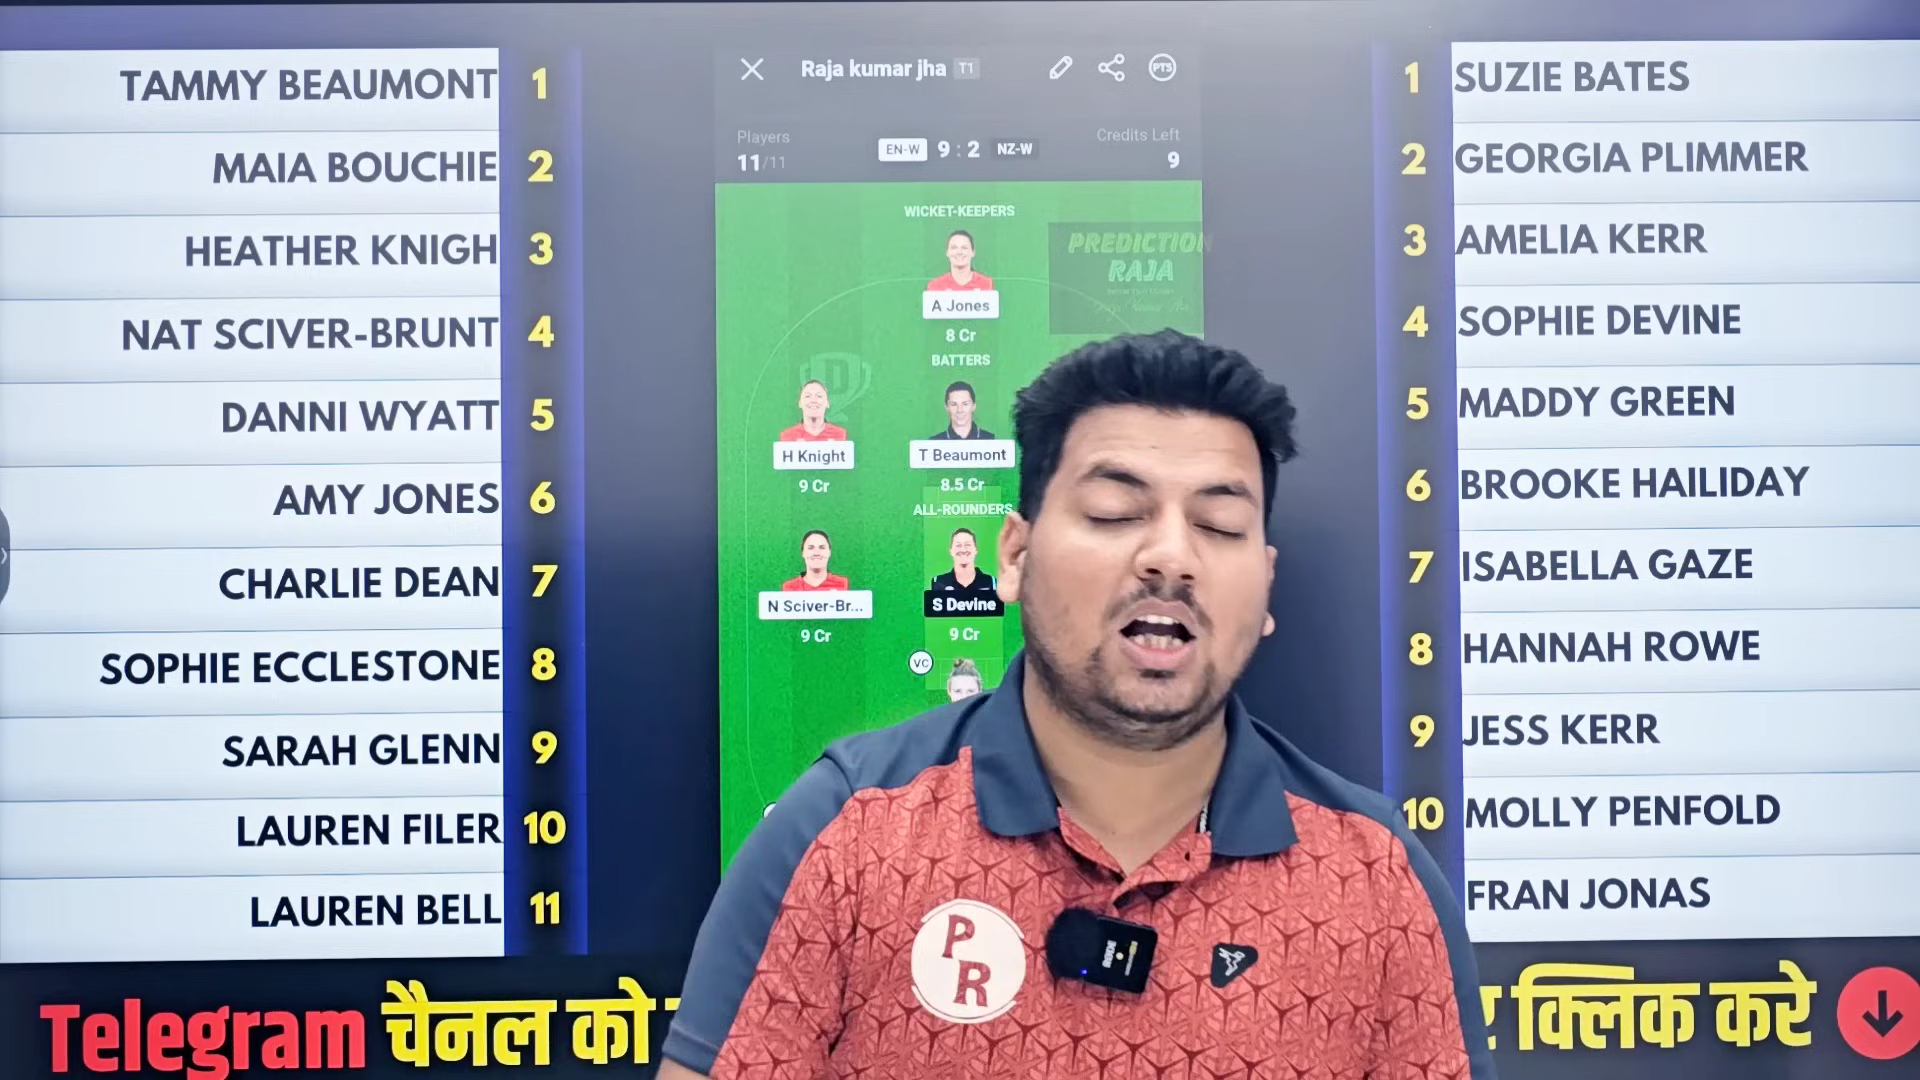 TAMMY BEAUMONT 1
MAIA BOUCHIE 2
HEATHER KNIGH 3
NAT SCIVER-BRUNT 4
DANNI WYATT 5
AMY JONES 6
CHARLIE DEAN 7
SOPHIE ECCLESTONE 8
SARAH GLENN 9
LAUREN FILER 10
LAUREN BELL 11
Raja kumar jha T1
PTS
Players
11/11
EN-W 9 : 2 NZ-W
Credits Left
9
WICKET-KEEPERS
PREDICTION
RAJA
A Jones
8 Cr
BATTERS
H Knight
9 Cr
T Beaumont
8.5 Cr
ALL-ROUNDERS
N Sciver-Br...
9 Cr
S Devine
9 Cr
VC
1 SUZIE BATES
2 GEORGIA PLIMMER
3 AMELIA KERR
4 SOPHIE DEVINE
5 MADDY GREEN
6 BROOKE HAILIDAY
7 ISABELLA GAZE
8 HANNAH ROWE
9 JESS KERR
10 MOLLY PENFOLD
FRAN JONAS
P
R
RODE
Telegram चैनल को
क्लिक करे